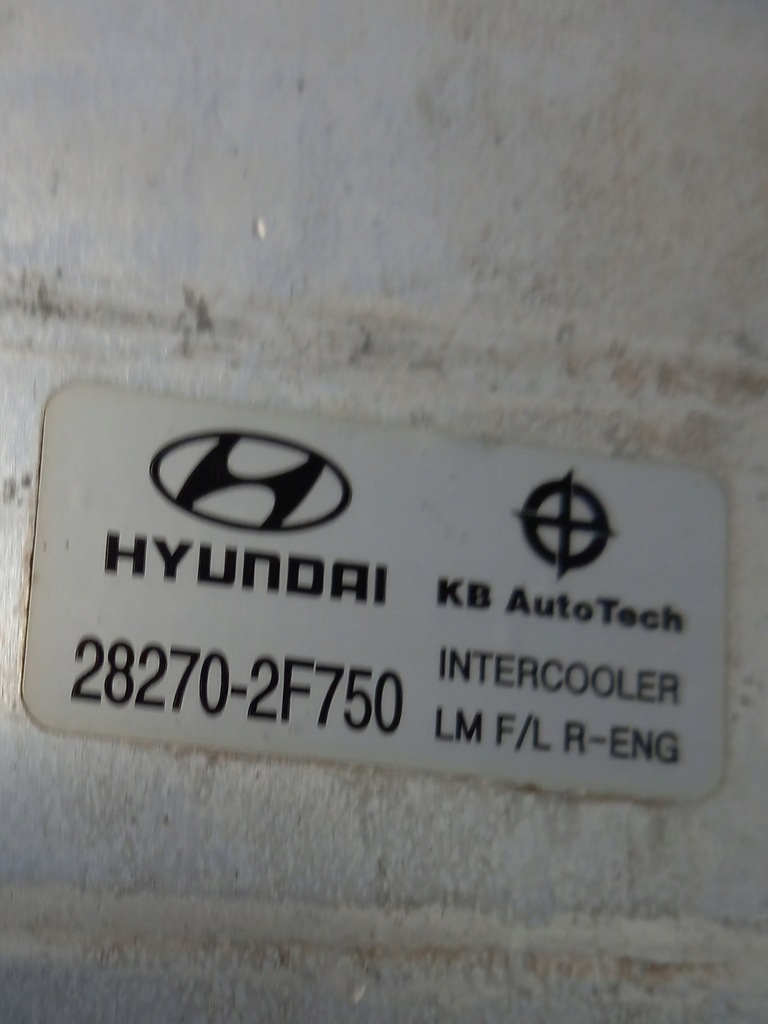 HYUNDAI
28270-2F750
KB AutoTech
INTERCOOLER
LM F/L R-ENG